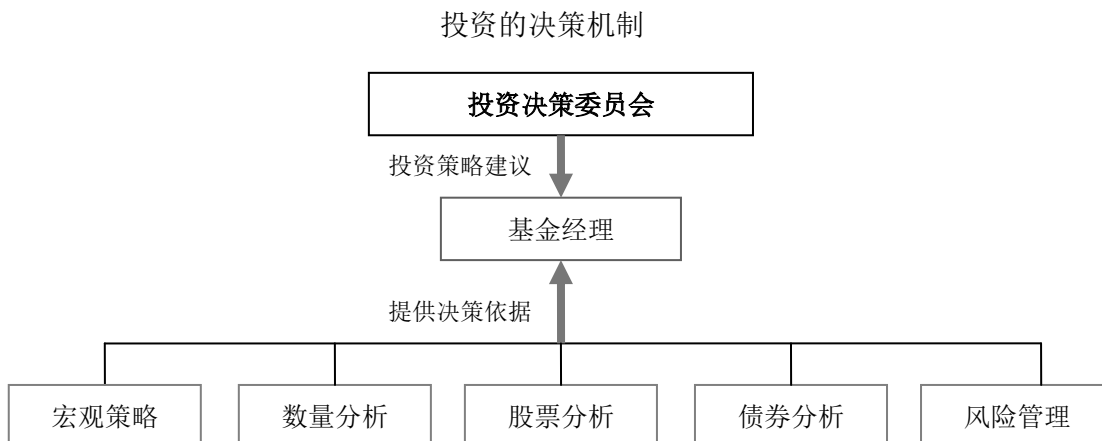 投资的决策机制
投资决策委员会
投资策略建议
基金经理
提供决策依据
宏观策略
数量分析
股票分析
债券分析
风险管理